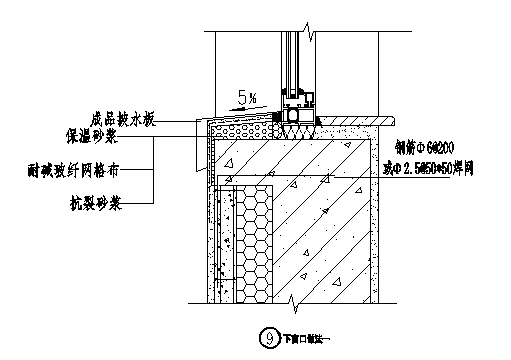 5%
成品披水板
保温砂浆
耐碱玻纤网格布
抗裂砂浆
钢筋Φ6@200
或Φ2.5@50*50焊网
9 下窗口做法一